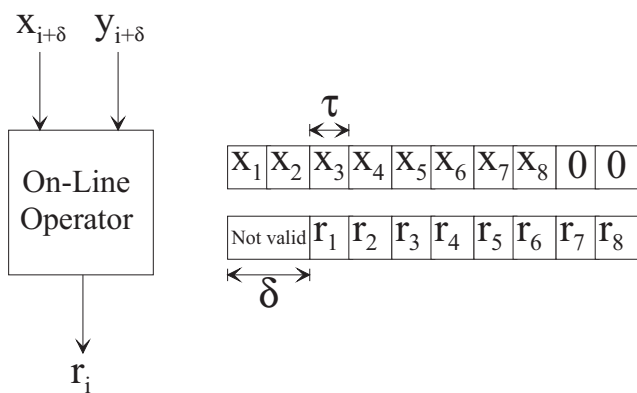 x_{i+δ} y_{i+δ}
τ
x_1 x_2 x_3 x_4 x_5 x_6 x_7 x_8 0 0
On-Line
Operator
Not valid r_1 r_2 r_3 r_4 r_5 r_6 r_7 r_8
δ
r_i